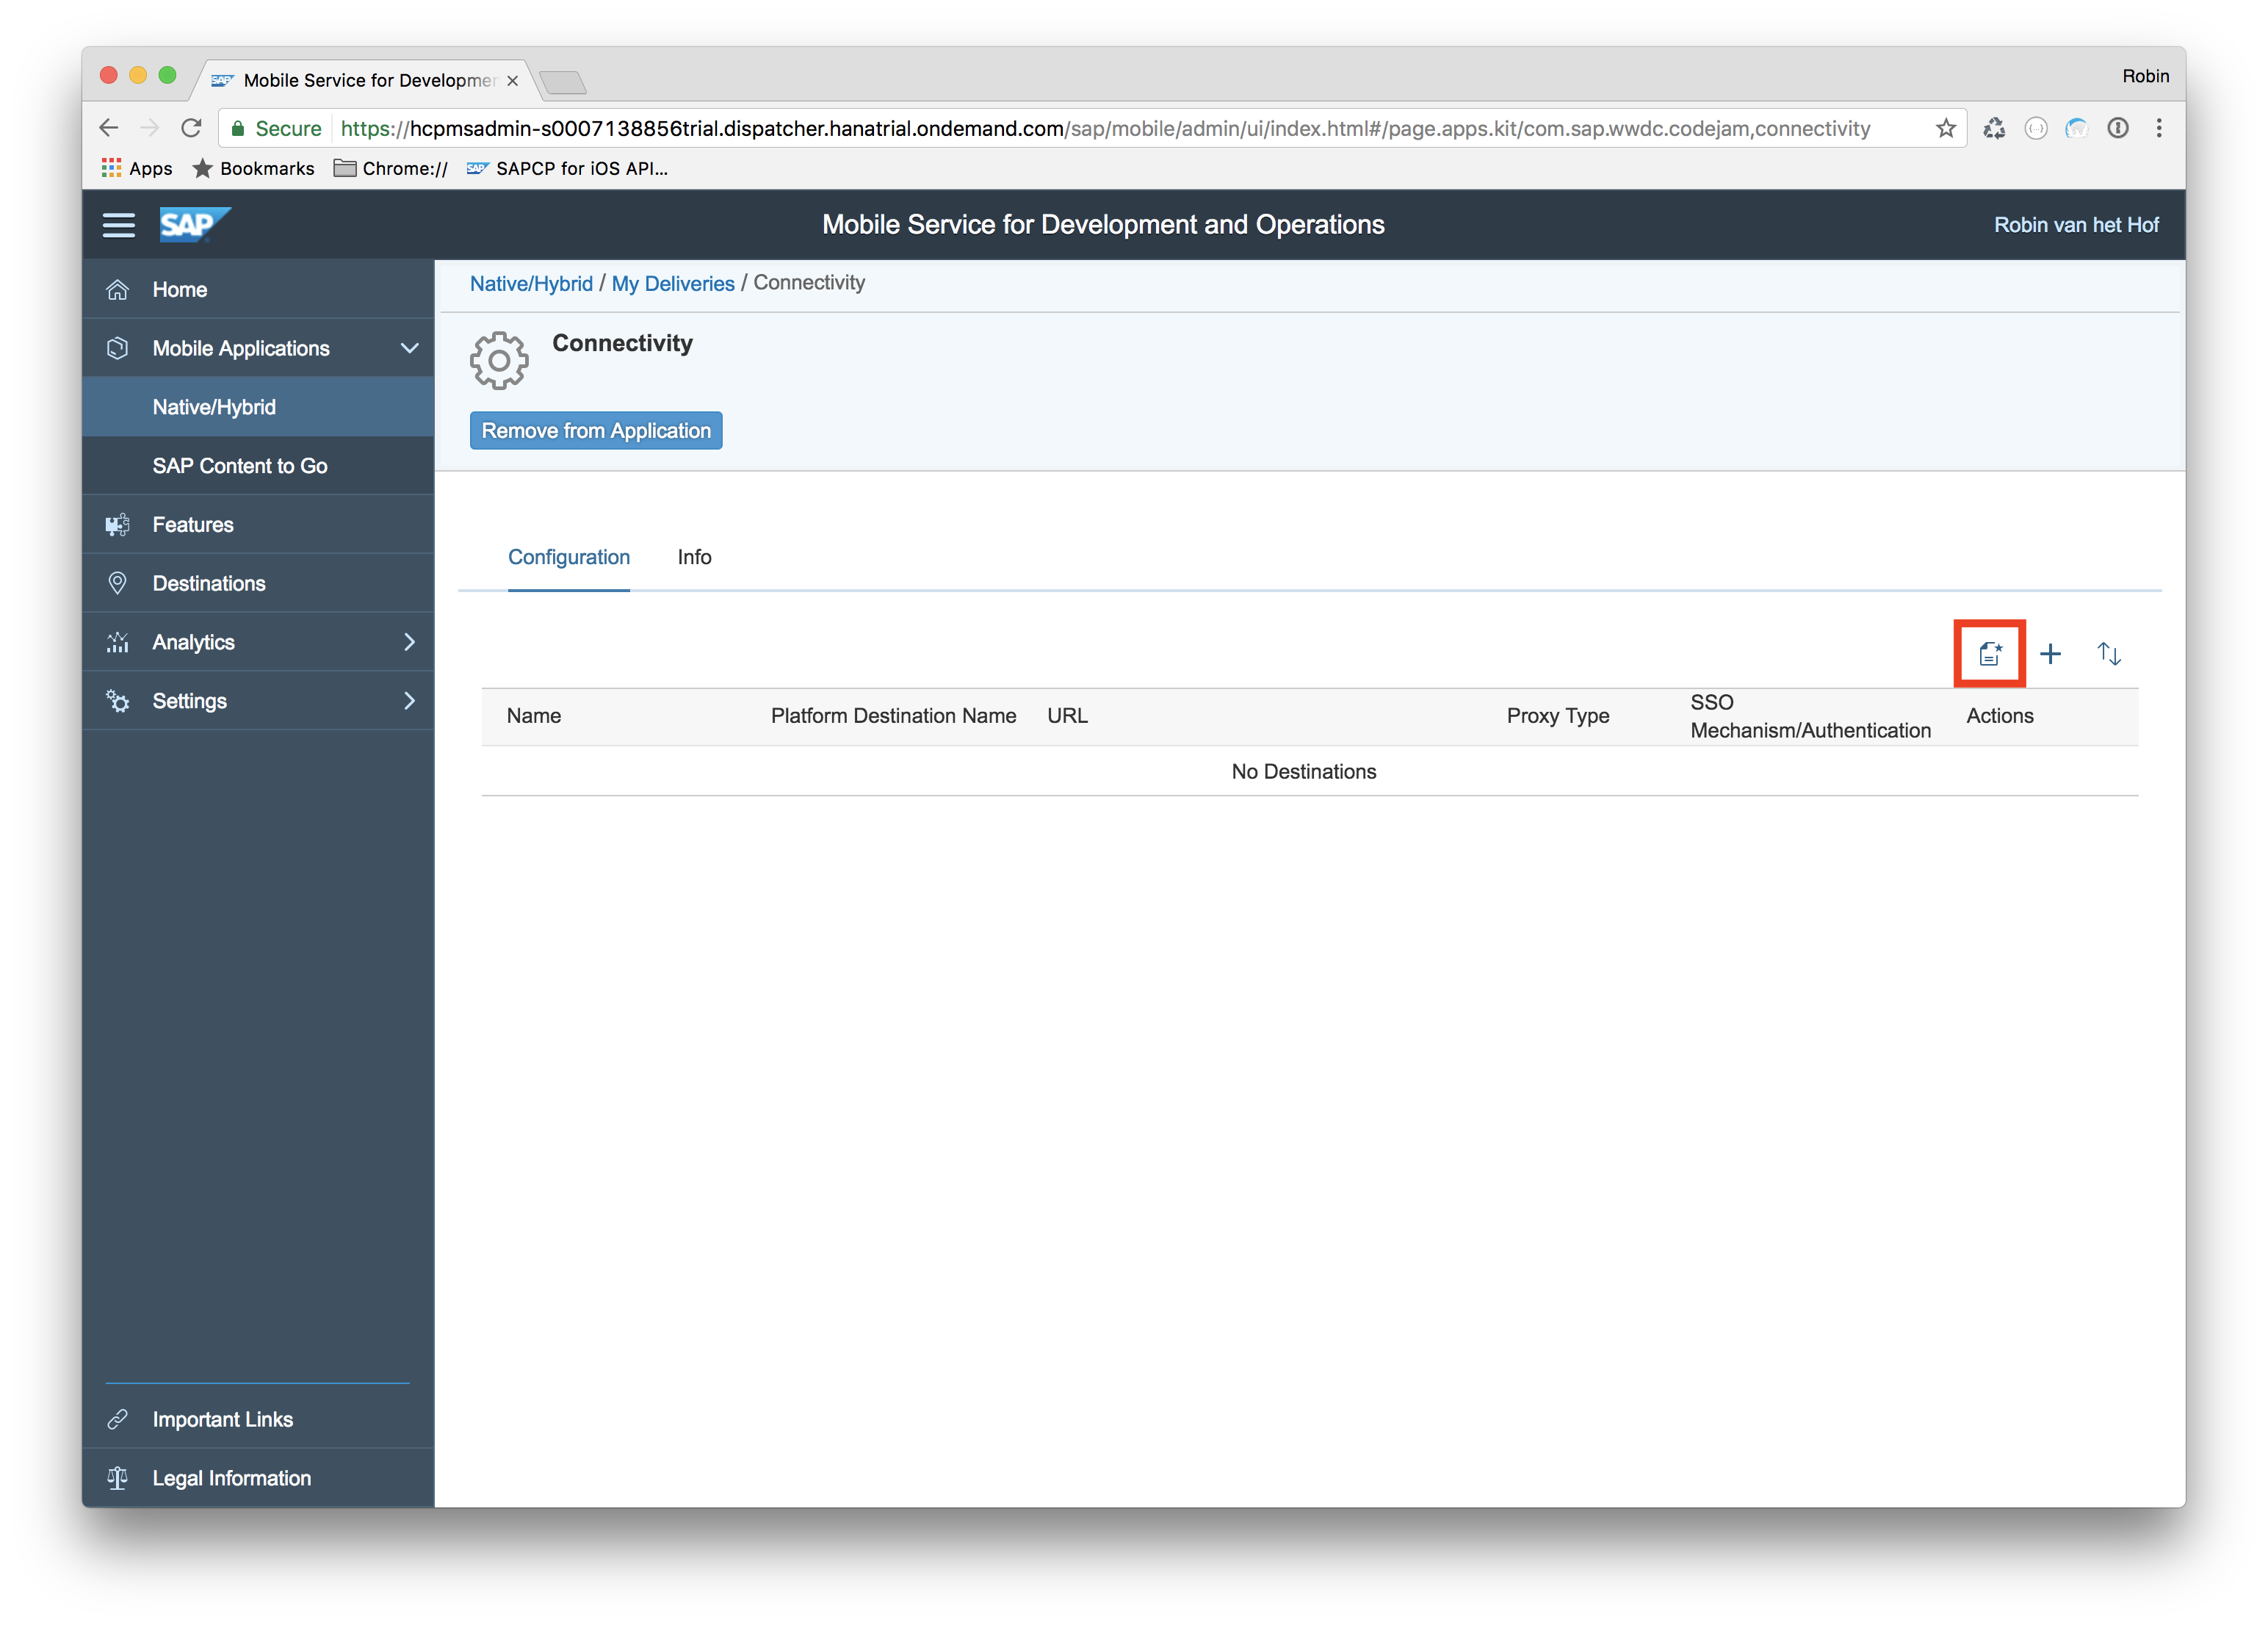 Mobile Service for Developmen
Robin
Secure https://hcpmsadmin-s0007138856trial.dispatcher.hanatrial.ondemand.com/sap/mobile/admin/ui/index.html#/page.apps.kit/com.sap.wwdc.codejam,connectivity
Apps Bookmarks Chrome:// SAP SAPCP for iOS API...
SAP Mobile Service for Development and Operations Robin van het Hof
Home
Mobile Applications
Native/Hybrid
SAP Content to Go
Features
Destinations
Analytics
Settings
Important Links
Legal Information
Native/Hybrid / My Deliveries / Connectivity
Connectivity
Remove from Application
Configuration Info
Name Platform Destination Name URL Proxy Type SSO Mechanism/Authentication Actions
No Destinations